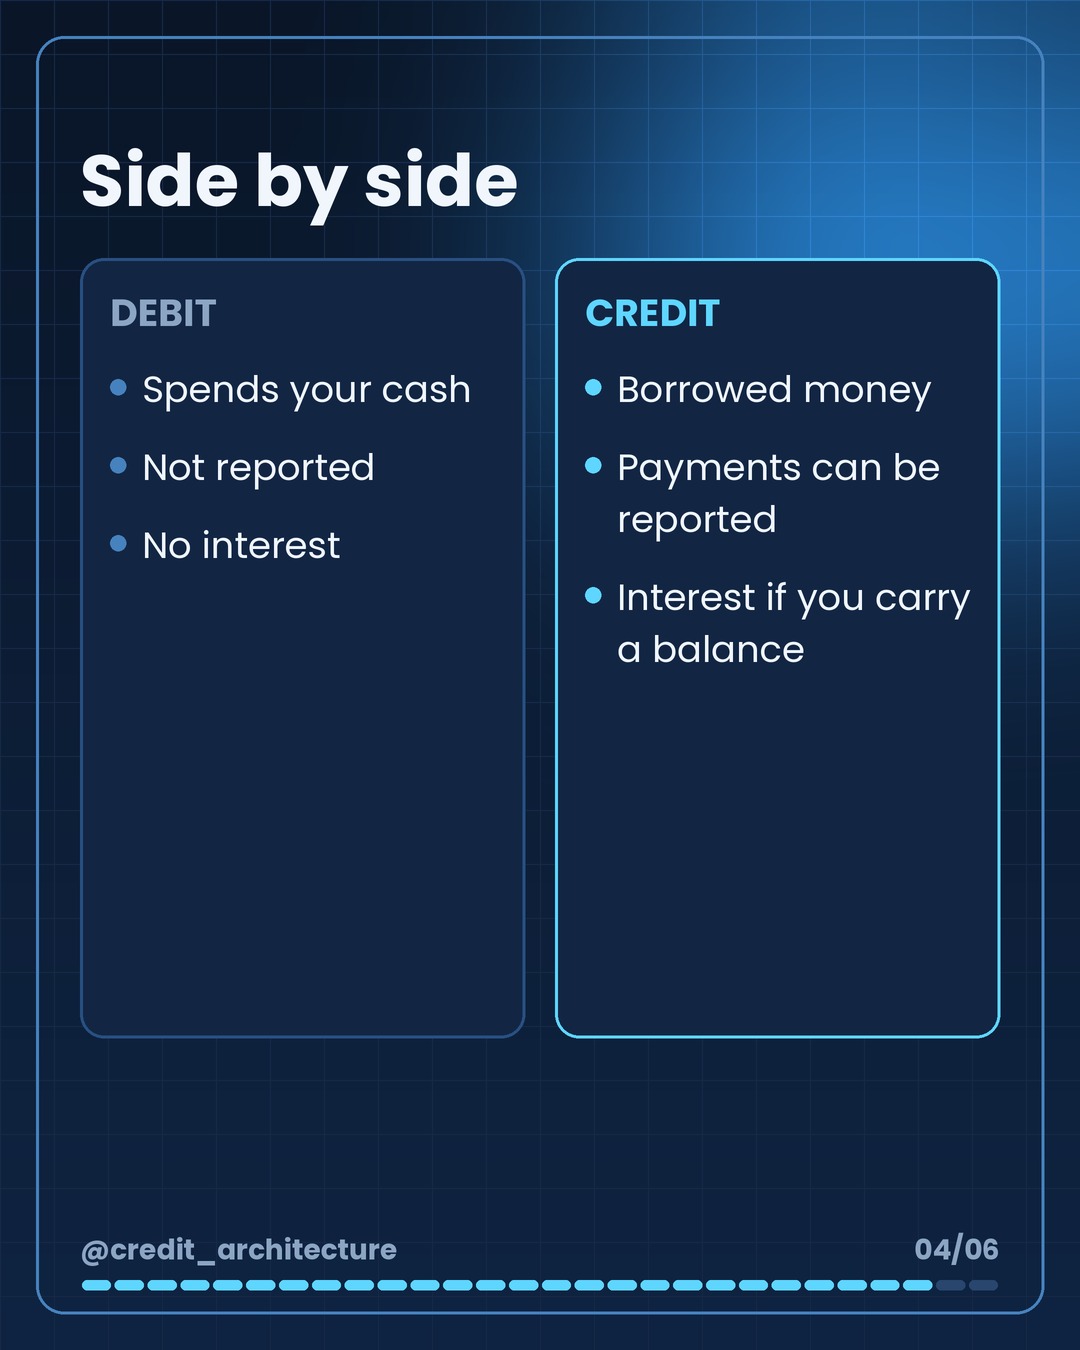 Side by side
DEBIT
Spends your cash
Not reported
No interest
CREDIT
Borrowed money
Payments can be
reported
Interest if you carry
a balance
@credit_architecture
04/06